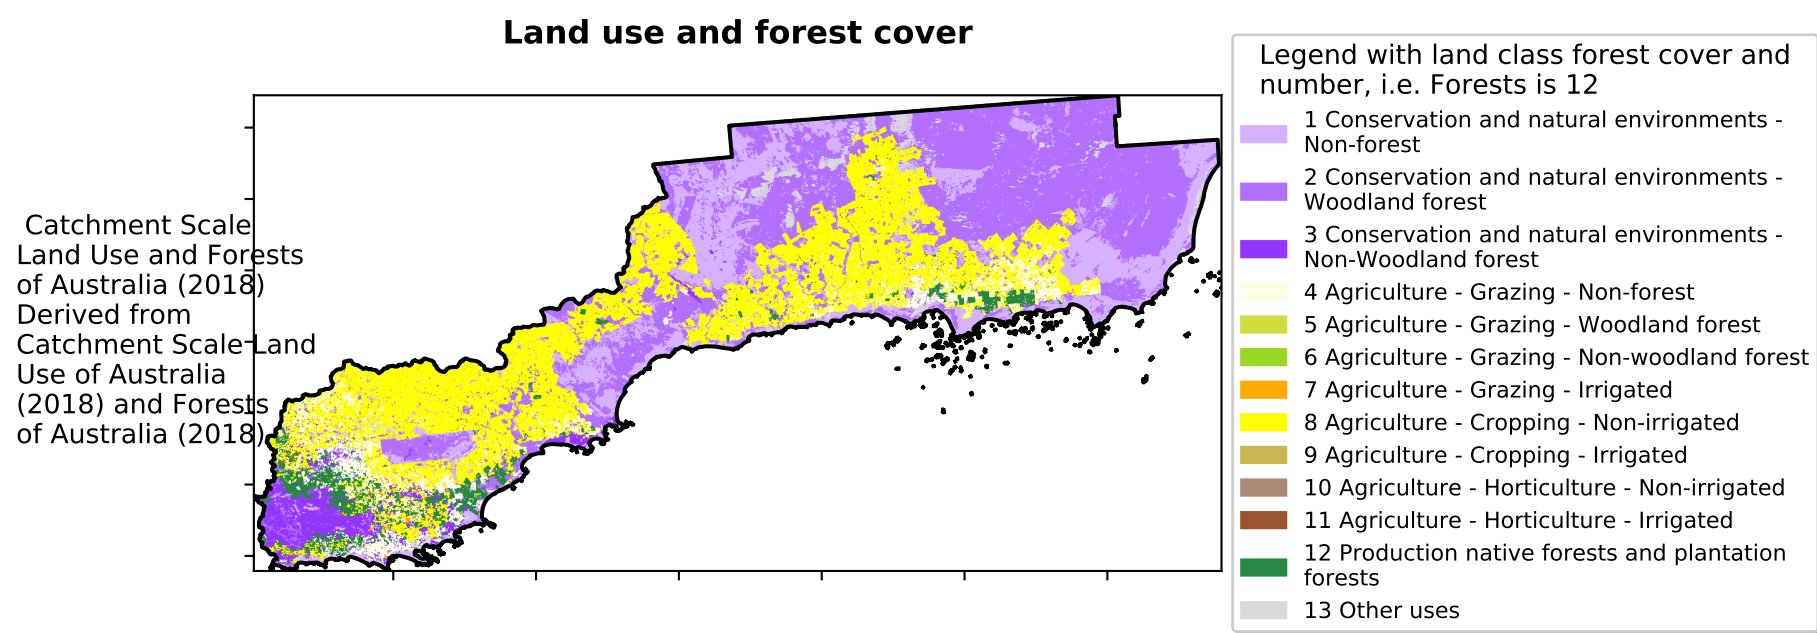 Land use and forest cover
Catchment Scale
Land Use and Forests
of Australia (2018)
Derived from
Catchment Scale Land
Use of Australia
(2018) and Forests
of Australia (2018)
Legend with land class forest cover and
number, i.e. Forests is 12
1 Conservation and natural environments -
Non-forest
2 Conservation and natural environments -
Woodland forest
3 Conservation and natural environments -
Non-Woodland forest
4 Agriculture - Grazing - Non-forest
5 Agriculture - Grazing - Woodland forest
6 Agriculture - Grazing - Non-woodland forest
7 Agriculture - Grazing - Irrigated
8 Agriculture - Cropping - Non-irrigated
9 Agriculture - Cropping - Irrigated
10 Agriculture - Horticulture - Non-irrigated
11 Agriculture - Horticulture - Irrigated
12 Production native forests and plantation
forests
13 Other uses